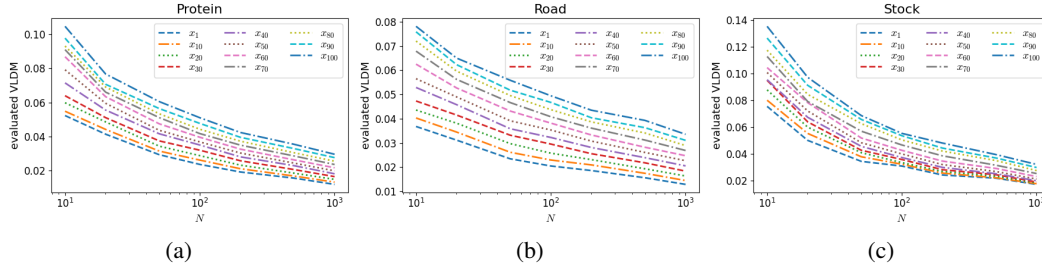 Protein
evaluated VLDM
0.10
0.08
0.06
0.04
0.02
x1 x40 x80
x10 x50 x90
x20 x60 x100
x30 x70
10^1 10^2 10^3
N
(a)
Road
evaluated VLDM
0.08
0.07
0.06
0.05
0.04
0.03
0.02
0.01
x1 x40 x80
x10 x50 x90
x20 x60 x100
x30 x70
10^1 10^2 10^3
N
(b)
Stock
evaluated VLDM
0.14
0.12
0.10
0.08
0.06
0.04
0.02
x1 x40 x80
x10 x50 x90
x20 x60 x100
x30 x70
10^1 10^2 10^3
N
(c)